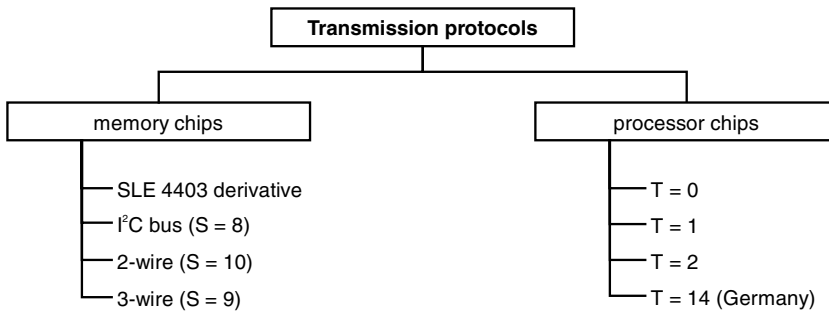 Transmission protocols
memory chips
SLE 4403 derivative
I²C bus (S = 8)
2-wire (S = 10)
3-wire (S = 9)
processor chips
T = 0
T = 1
T = 2
T = 14 (Germany)